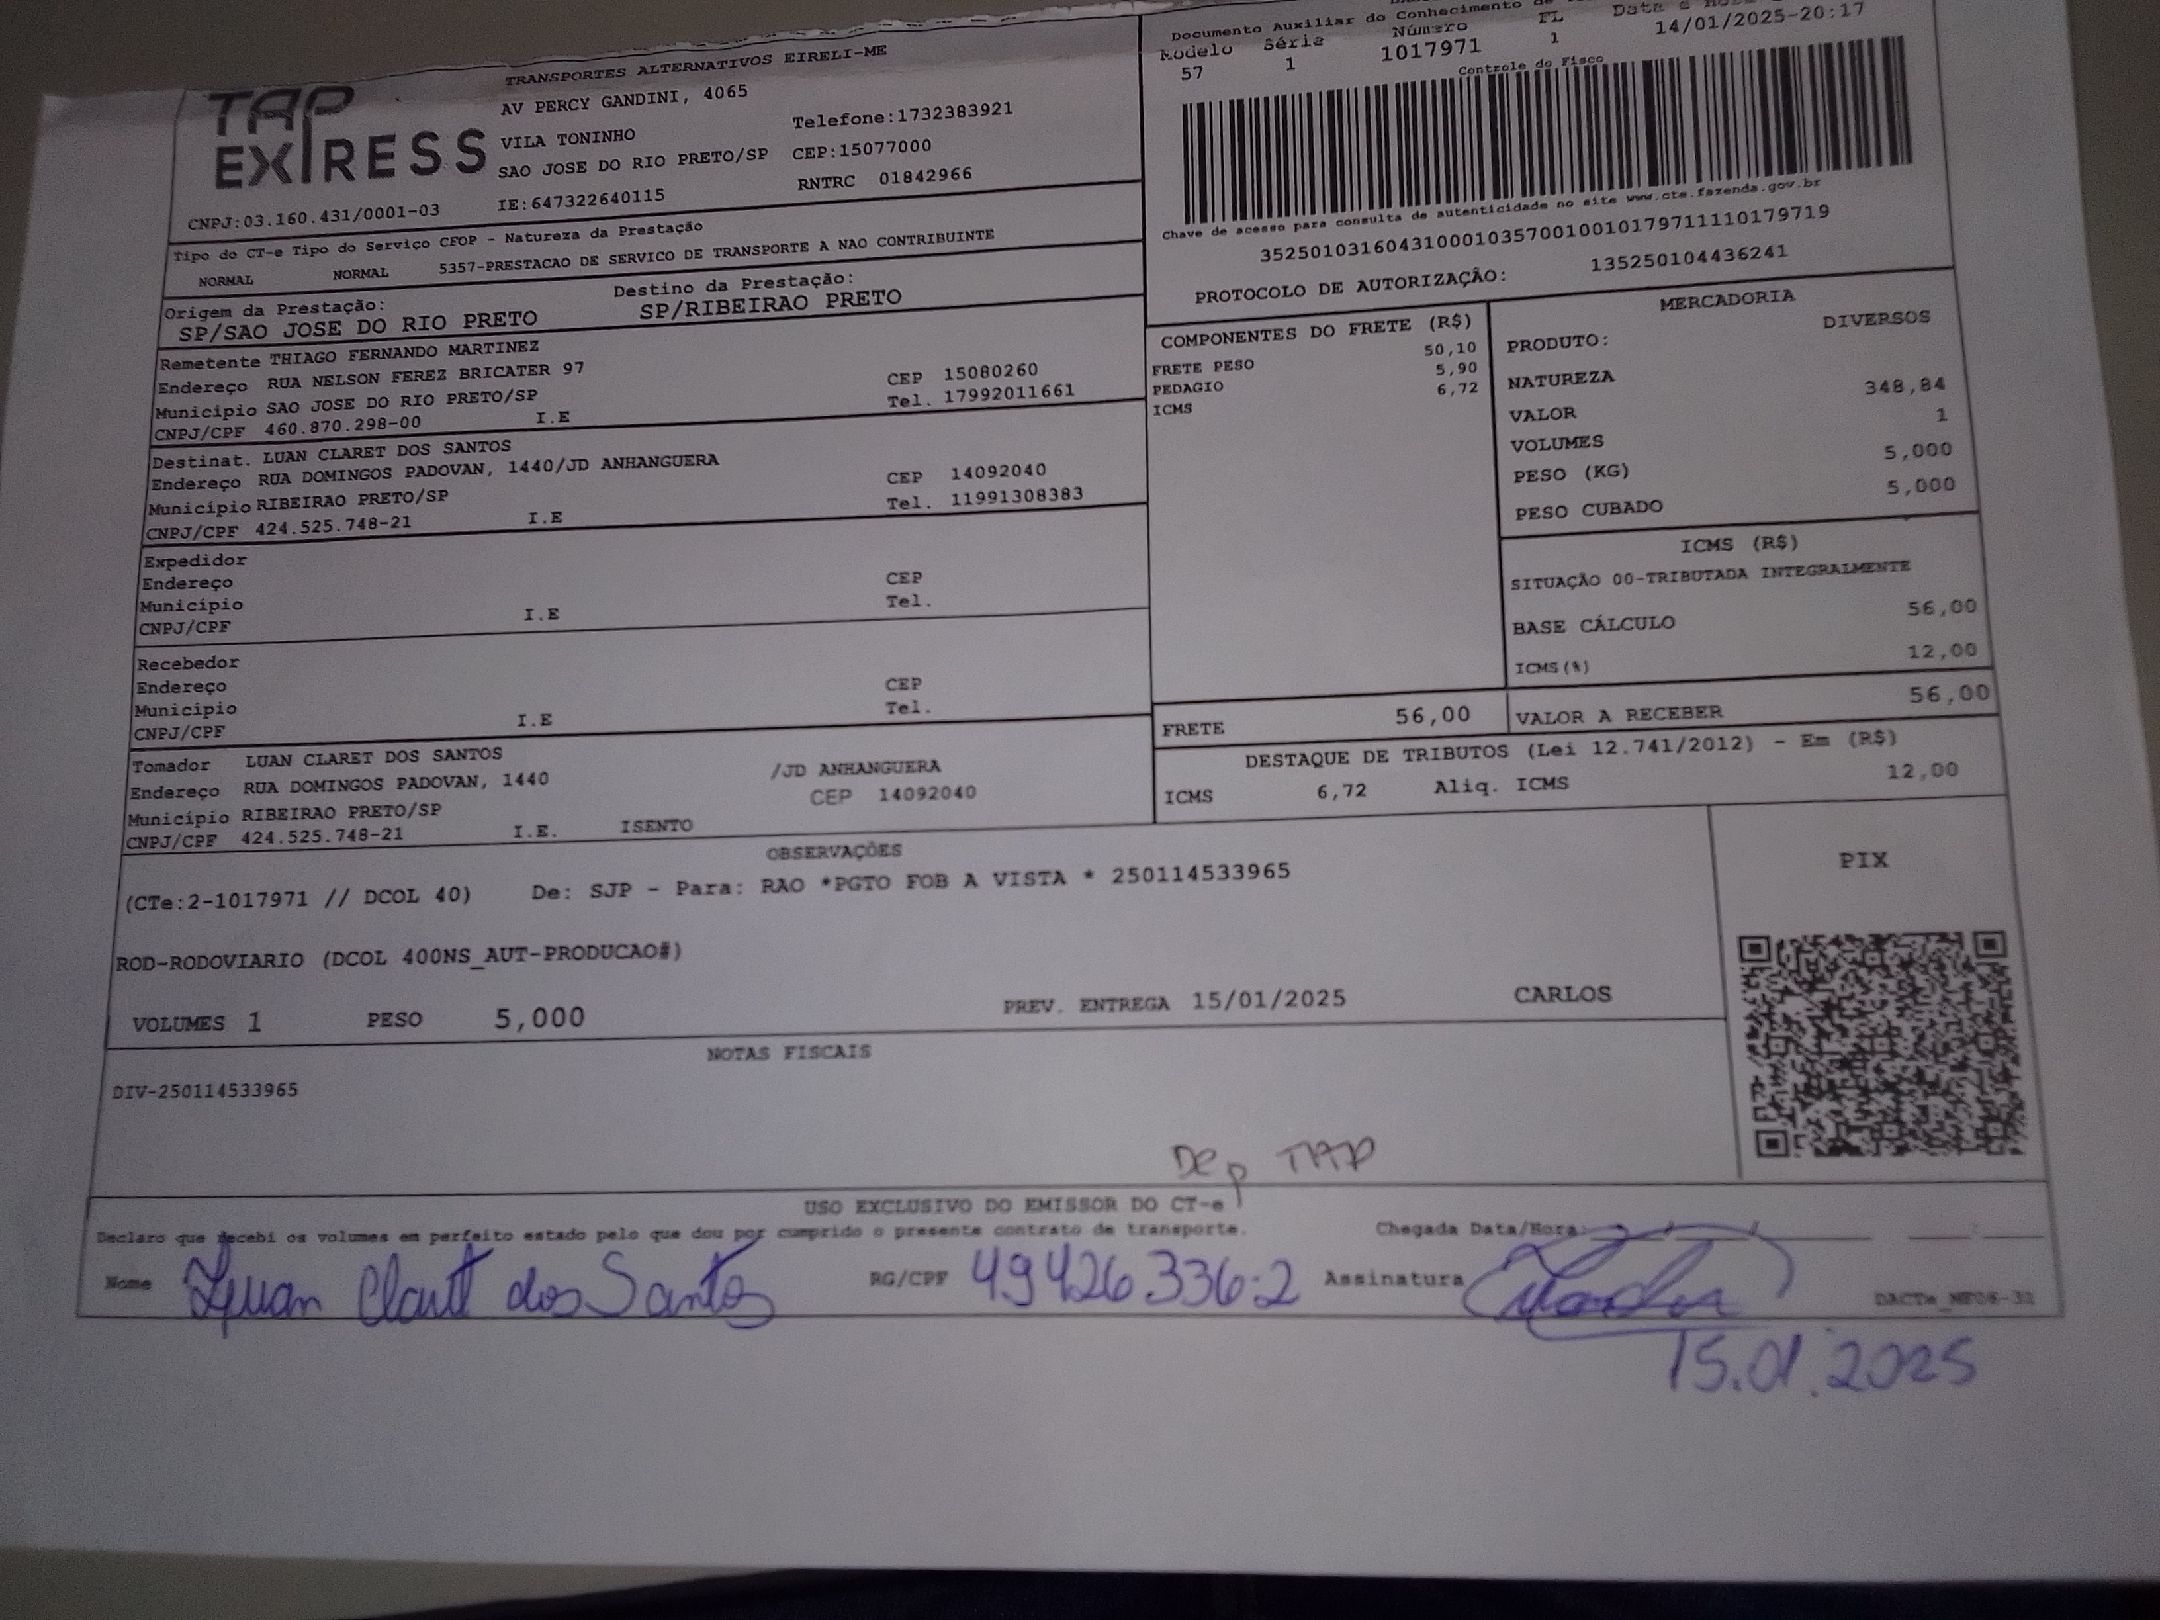 TAP EXPRESS
TRANSPORTES ALTERNATIVOS EIRELI-ME
AV PERCY GANDINI, 4065
VILA TONINHO Telefone:1732383921
SAO JOSE DO RIO PRETO/SP CEP:15077000
CNPJ:03.160.431/0001-03 IE:647322640115 RNTRC 01842966
Documento Auxiliar do Conhecimento de
Modelo Série Número FL Data e Hora
57 1 1017971 1 14/01/2025-20:17
Controle do Fisco
Chave de acesso para consulta de autenticidade no site www.cte.fazenda.gov.br
35250103160431000103570010010179711110179719
PROTOCOLO DE AUTORIZAÇÃO: 135250104436241
Tipo do CT-e Tipo do Serviço CFOP - Natureza da Prestação
NORMAL NORMAL 5357-PRESTACAO DE SERVICO DE TRANSPORTE A NAO CONTRIBUINTE
Origem da Prestação: Destino da Prestação:
SP/SAO JOSE DO RIO PRETO SP/RIBEIRAO PRETO
Remetente THIAGO FERNANDO MARTINEZ
Endereço RUA NELSON FEREZ BRICATER 97 CEP 15080260
Município SAO JOSE DO RIO PRETO/SP Tel. 17992011661
CNPJ/CPF 460.870.298-00 I.E
Destinat. LUAN CLARET DOS SANTOS
Endereço RUA DOMINGOS PADOVAN, 1440/JD ANHANGUERA CEP 14092040
Município RIBEIRAO PRETO/SP Tel. 11991308383
CNPJ/CPF 424.525.748-21 I.E
Expedidor
Endereço CEP
Município Tel.
CNPJ/CPF I.E
Recebedor
Endereço CEP
Município Tel.
CNPJ/CPF I.E
Tomador LUAN CLARET DOS SANTOS
Endereço RUA DOMINGOS PADOVAN, 1440 /JD ANHANGUERA
Município RIBEIRAO PRETO/SP CEP 14092040
CNPJ/CPF 424.525.748-21 I.E. ISENTO
COMPONENTES DO FRETE (R$)
FRETE PESO 50,10
PEDAGIO 5,90
ICMS 6,72
MERCADORIA
PRODUTO: DIVERSOS
NATUREZA
VALOR 348,84
VOLUMES 1
PESO (KG) 5,000
PESO CUBADO 5,000
ICMS (R$)
SITUAÇÃO 00-TRIBUTADA INTEGRALMENTE
BASE CÁLCULO 56,00
ICMS(%) 12,00
FRETE 56,00 VALOR A RECEBER 56,00
DESTAQUE DE TRIBUTOS (Lei 12.741/2012) - Em (R$)
ICMS 6,72 Aliq. ICMS 12,00
OBSERVAÇÕES
(CTe:2-1017971 // DCOL 40) De: SJP - Para: RAO *PGTO FOB A VISTA * 250114533965
ROD-RODOVIARIO (DCOL 400NS_AUT-PRODUCAO#)
VOLUMES 1 PESO 5,000 PREV. ENTREGA 15/01/2025 CARLOS
PIX
NOTAS FISCAIS
DIV-250114533965
Dep TAP
USO EXCLUSIVO DO EMISSOR DO CT-e
Declaro que recebi os volumes em perfeito estado pelo que dou por cumprido o presente contrato de transporte. Chegada Data/Hora:
Nome Luan Claret dos Santos RG/CPF 49426336-2 Assinatura
15.01.2025